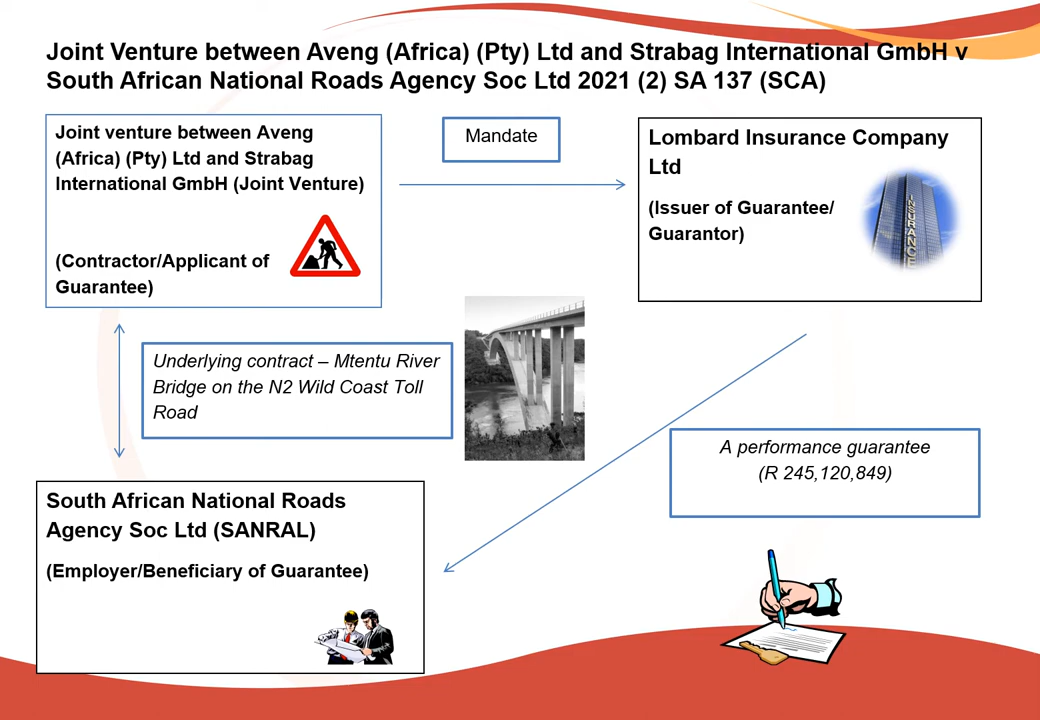 Joint Venture between Aveng (Africa) (Pty) Ltd and Strabag International GmbH v
South African National Roads Agency Soc Ltd 2021 (2) SA 137 (SCA)
Joint venture between Aveng
(Africa) (Pty) Ltd and Strabag
International GmbH (Joint Venture)
(Contractor/Applicant of
Guarantee)
Mandate
Lombard Insurance Company
Ltd
(Issuer of Guarantee/
Guarantor)
INSURANCE
Underlying contract – Mtentu River
Bridge on the N2 Wild Coast Toll
Road
A performance guarantee
(R 245,120,849)
South African National Roads
Agency Soc Ltd (SANRAL)
(Employer/Beneficiary of Guarantee)